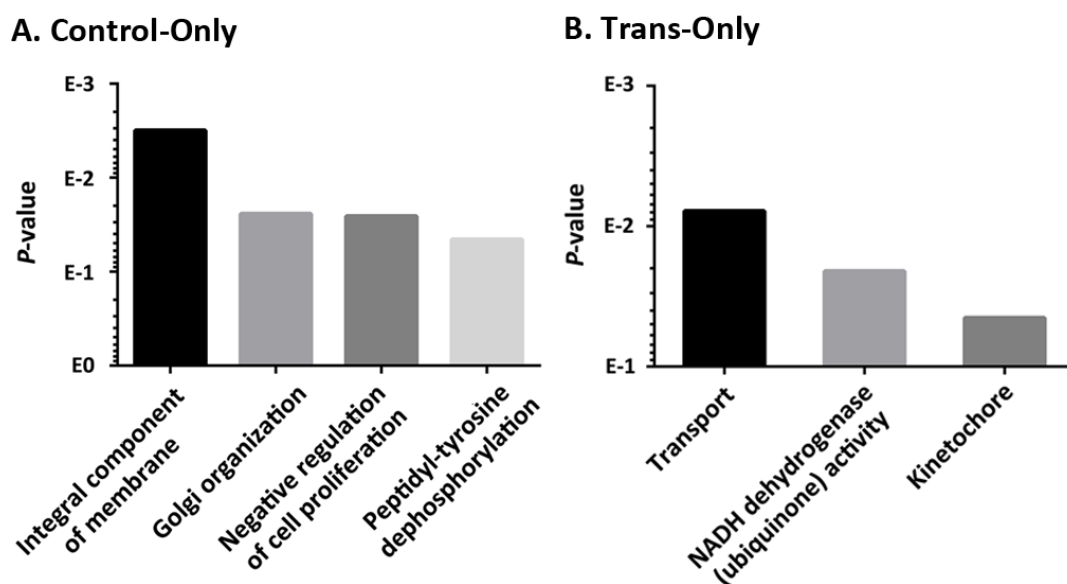 A. Control-Only
P-value
E-3
E-2
E-1
E0
Integral component
of membrane
Golgi organization
Negative regulation
of cell proliferation
Peptidyl-tyrosine
dephosphorylation
B. Trans-Only
P-value
E-3
E-2
E-1
Transport
NADH dehydrogenase
(ubiquinone) activity
Kinetochore